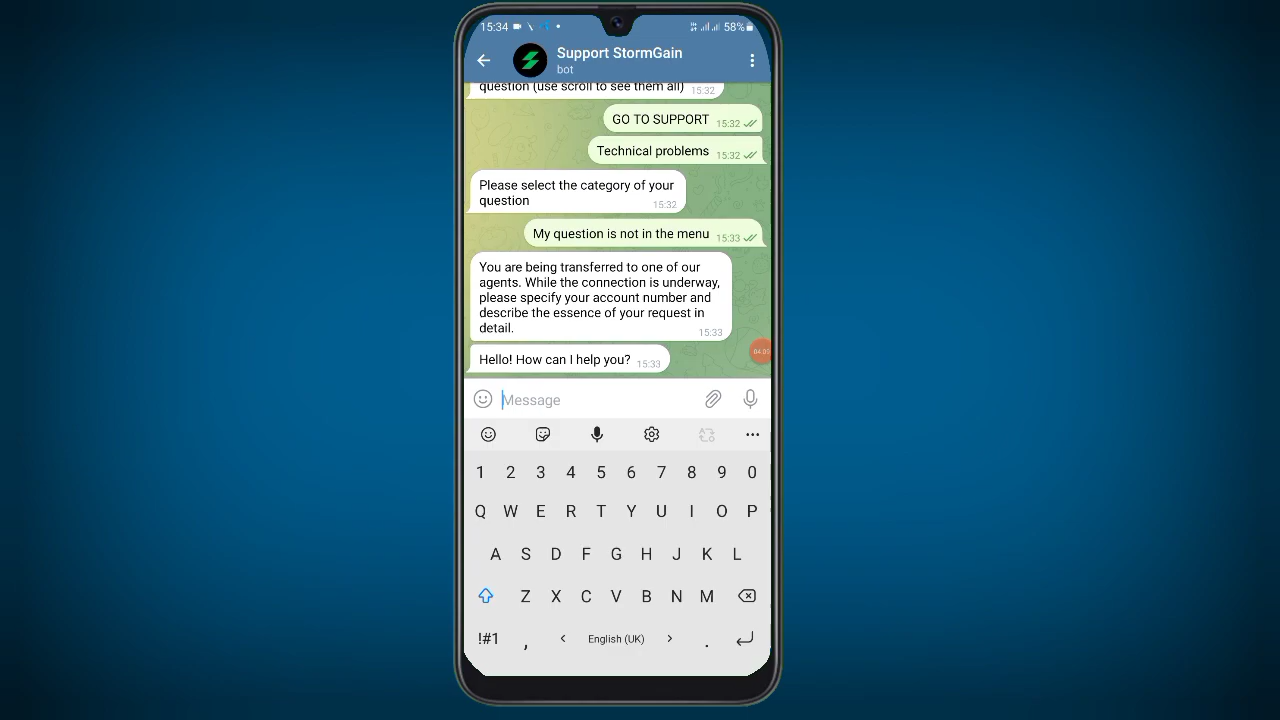 15:34 58%
Support StormGain
bot
question (use scroll to see them all) 15:32
GO TO SUPPORT 15:32
Technical problems 15:32
Please select the category of your
question 15:32
My question is not in the menu 15:33
You are being transferred to one of our
agents. While the connection is underway,
please specify your account number and
describe the essence of your request in
detail. 15:33
04:05
Hello! How can I help you? 15:33
Message
1 2 3 4 5 6 7 8 9 0
Q W E R T Y U I O P
A S D F G H J K L
Z X C V B N M
!#1 , < English (UK) > .